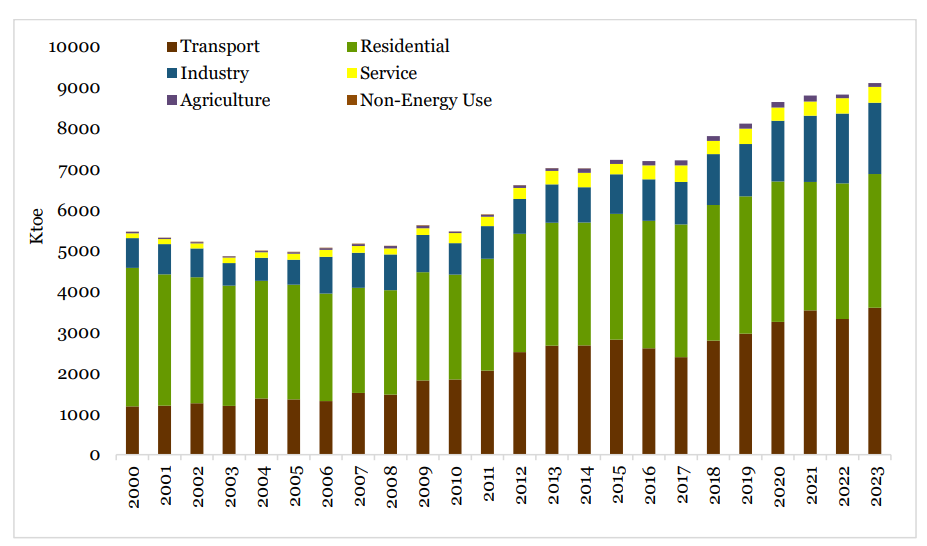 10000
9000
8000
7000
6000
5000
4000
3000
2000
1000
0
Ktoe
Transport Residential
Industry Service
Agriculture Non-Energy Use
2000 2001 2002 2003 2004 2005 2006 2007 2008 2009 2010 2011 2012 2013 2014 2015 2016 2017 2018 2019 2020 2021 2022 2023